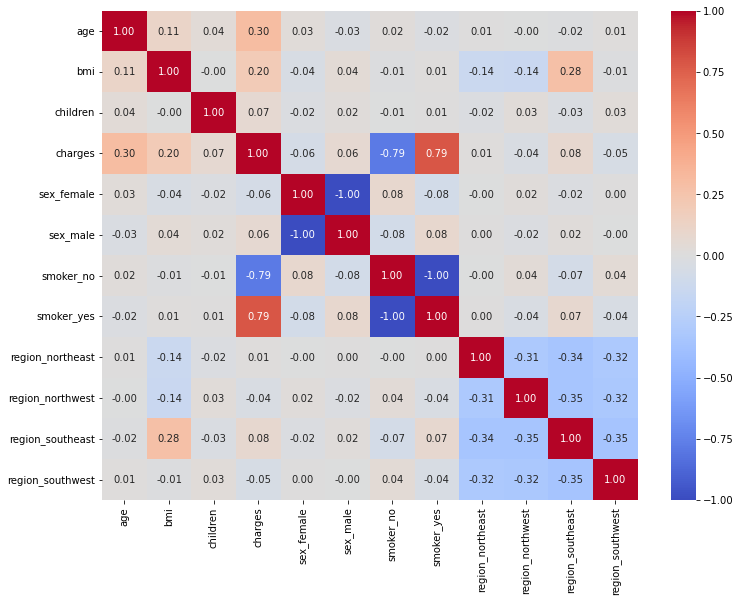 age 1.00 0.11 0.04 0.30 0.03 -0.03 0.02 -0.02 0.01 -0.00 -0.02 0.01
bmi 0.11 1.00 -0.00 0.20 -0.04 0.04 -0.01 0.01 -0.14 -0.14 0.28 -0.01
children 0.04 -0.00 1.00 0.07 -0.02 0.02 -0.01 0.01 -0.02 0.03 -0.03 0.03
charges 0.30 0.20 0.07 1.00 -0.06 0.06 -0.79 0.79 0.01 -0.04 0.08 -0.05
sex_female 0.03 -0.04 -0.02 -0.06 1.00 -1.00 0.08 -0.08 -0.00 0.02 -0.02 0.00
sex_male -0.03 0.04 0.02 0.06 -1.00 1.00 -0.08 0.08 0.00 -0.02 0.02 -0.00
smoker_no 0.02 -0.01 -0.01 -0.79 0.08 -0.08 1.00 -1.00 -0.00 0.04 -0.07 0.04
smoker_yes -0.02 0.01 0.01 0.79 -0.08 0.08 -1.00 1.00 0.00 -0.04 0.07 -0.04
region_northeast 0.01 -0.14 -0.02 0.01 -0.00 0.00 -0.00 0.00 1.00 -0.31 -0.34 -0.32
region_northwest -0.00 -0.14 0.03 -0.04 0.02 -0.02 0.04 -0.04 -0.31 1.00 -0.35 -0.32
region_southeast -0.02 0.28 -0.03 0.08 -0.02 0.02 -0.07 0.07 -0.34 -0.35 1.00 -0.35
region_southwest 0.01 -0.01 0.03 -0.05 0.00 -0.00 0.04 -0.04 -0.32 -0.32 -0.35 1.00
age
bmi
children
charges
sex_female
sex_male
smoker_no
smoker_yes
region_northeast
region_northwest
region_southeast
region_southwest
1.00
0.75
0.50
0.25
0.00
−0.25
−0.50
−0.75
−1.00